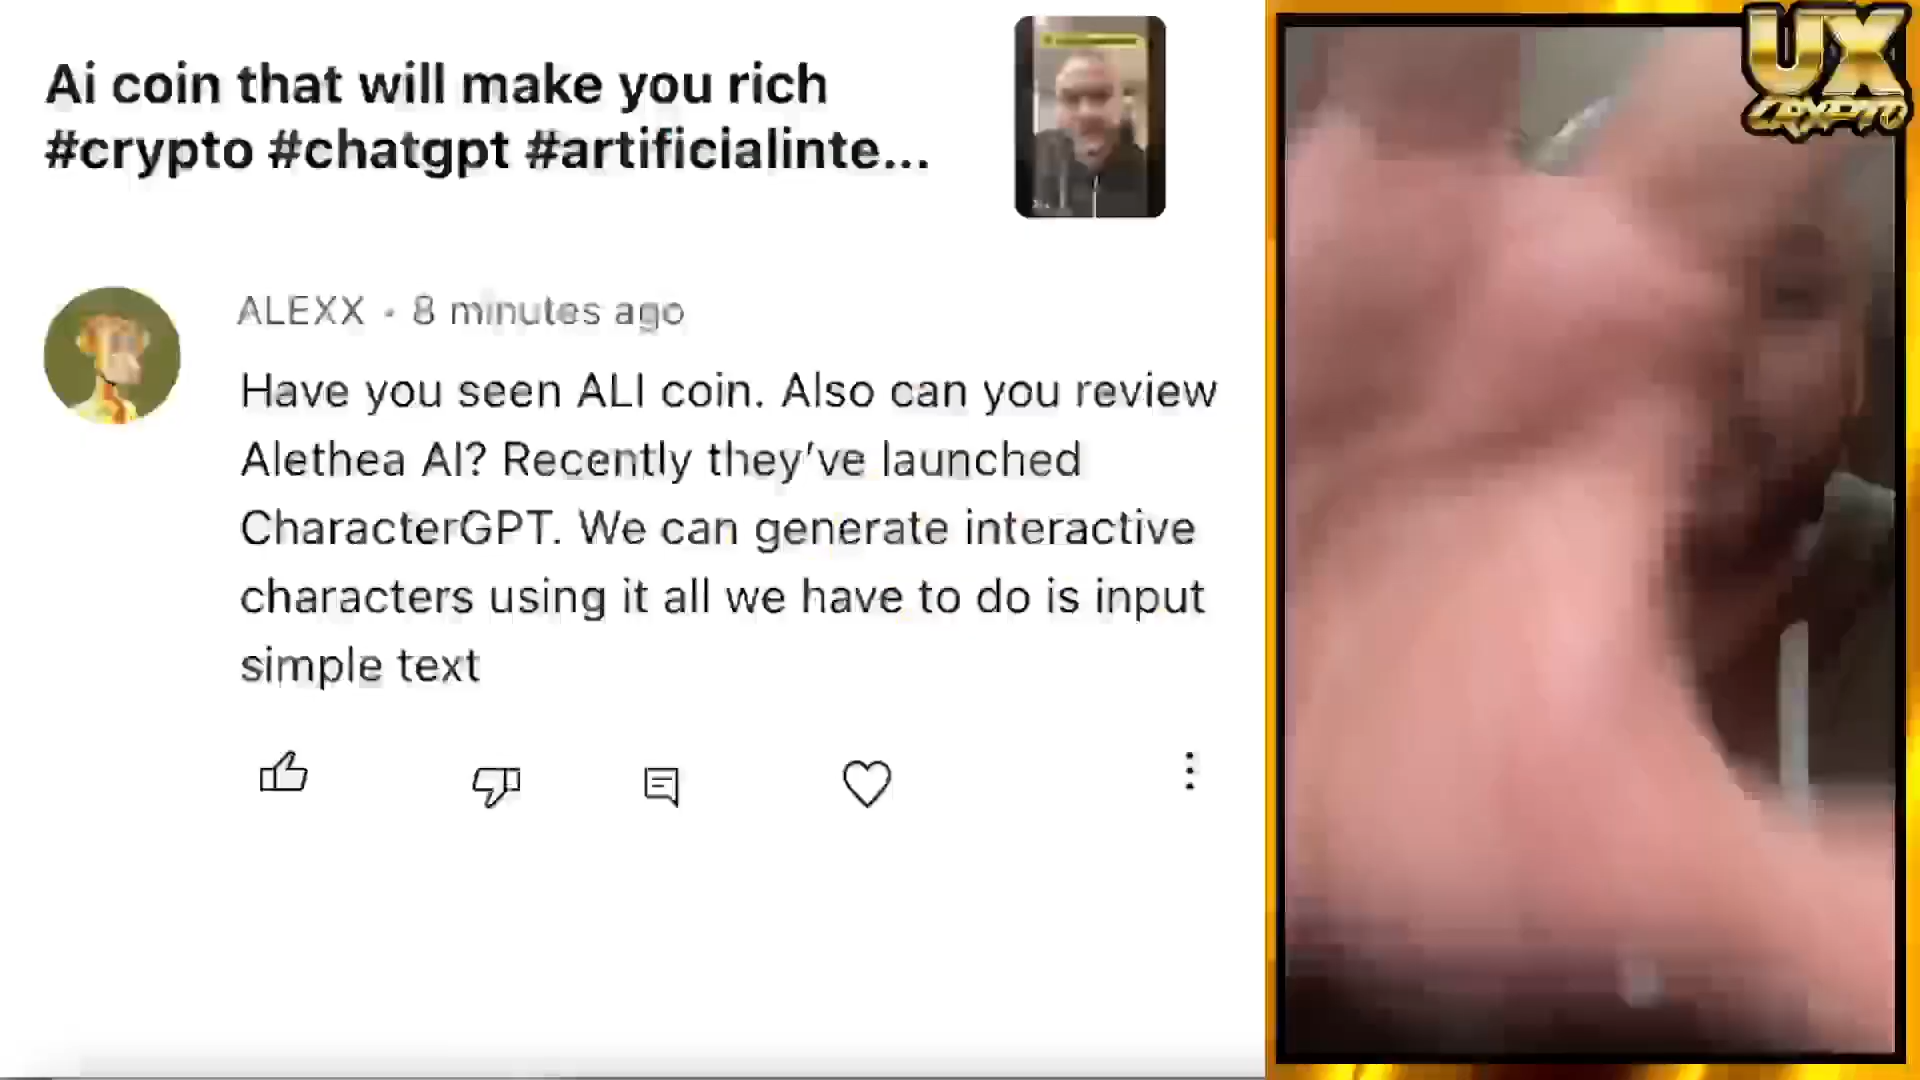 Ai coin that will make you rich
#crypto #chatgpt #artificialinte...
ALEXX • 8 minutes ago
Have you seen ALI coin. Also can you review
Alethea AI? Recently they've launched
CharacterGPT. We can generate interactive
characters using it all we have to do is input
simple text
UX
CRYPTO